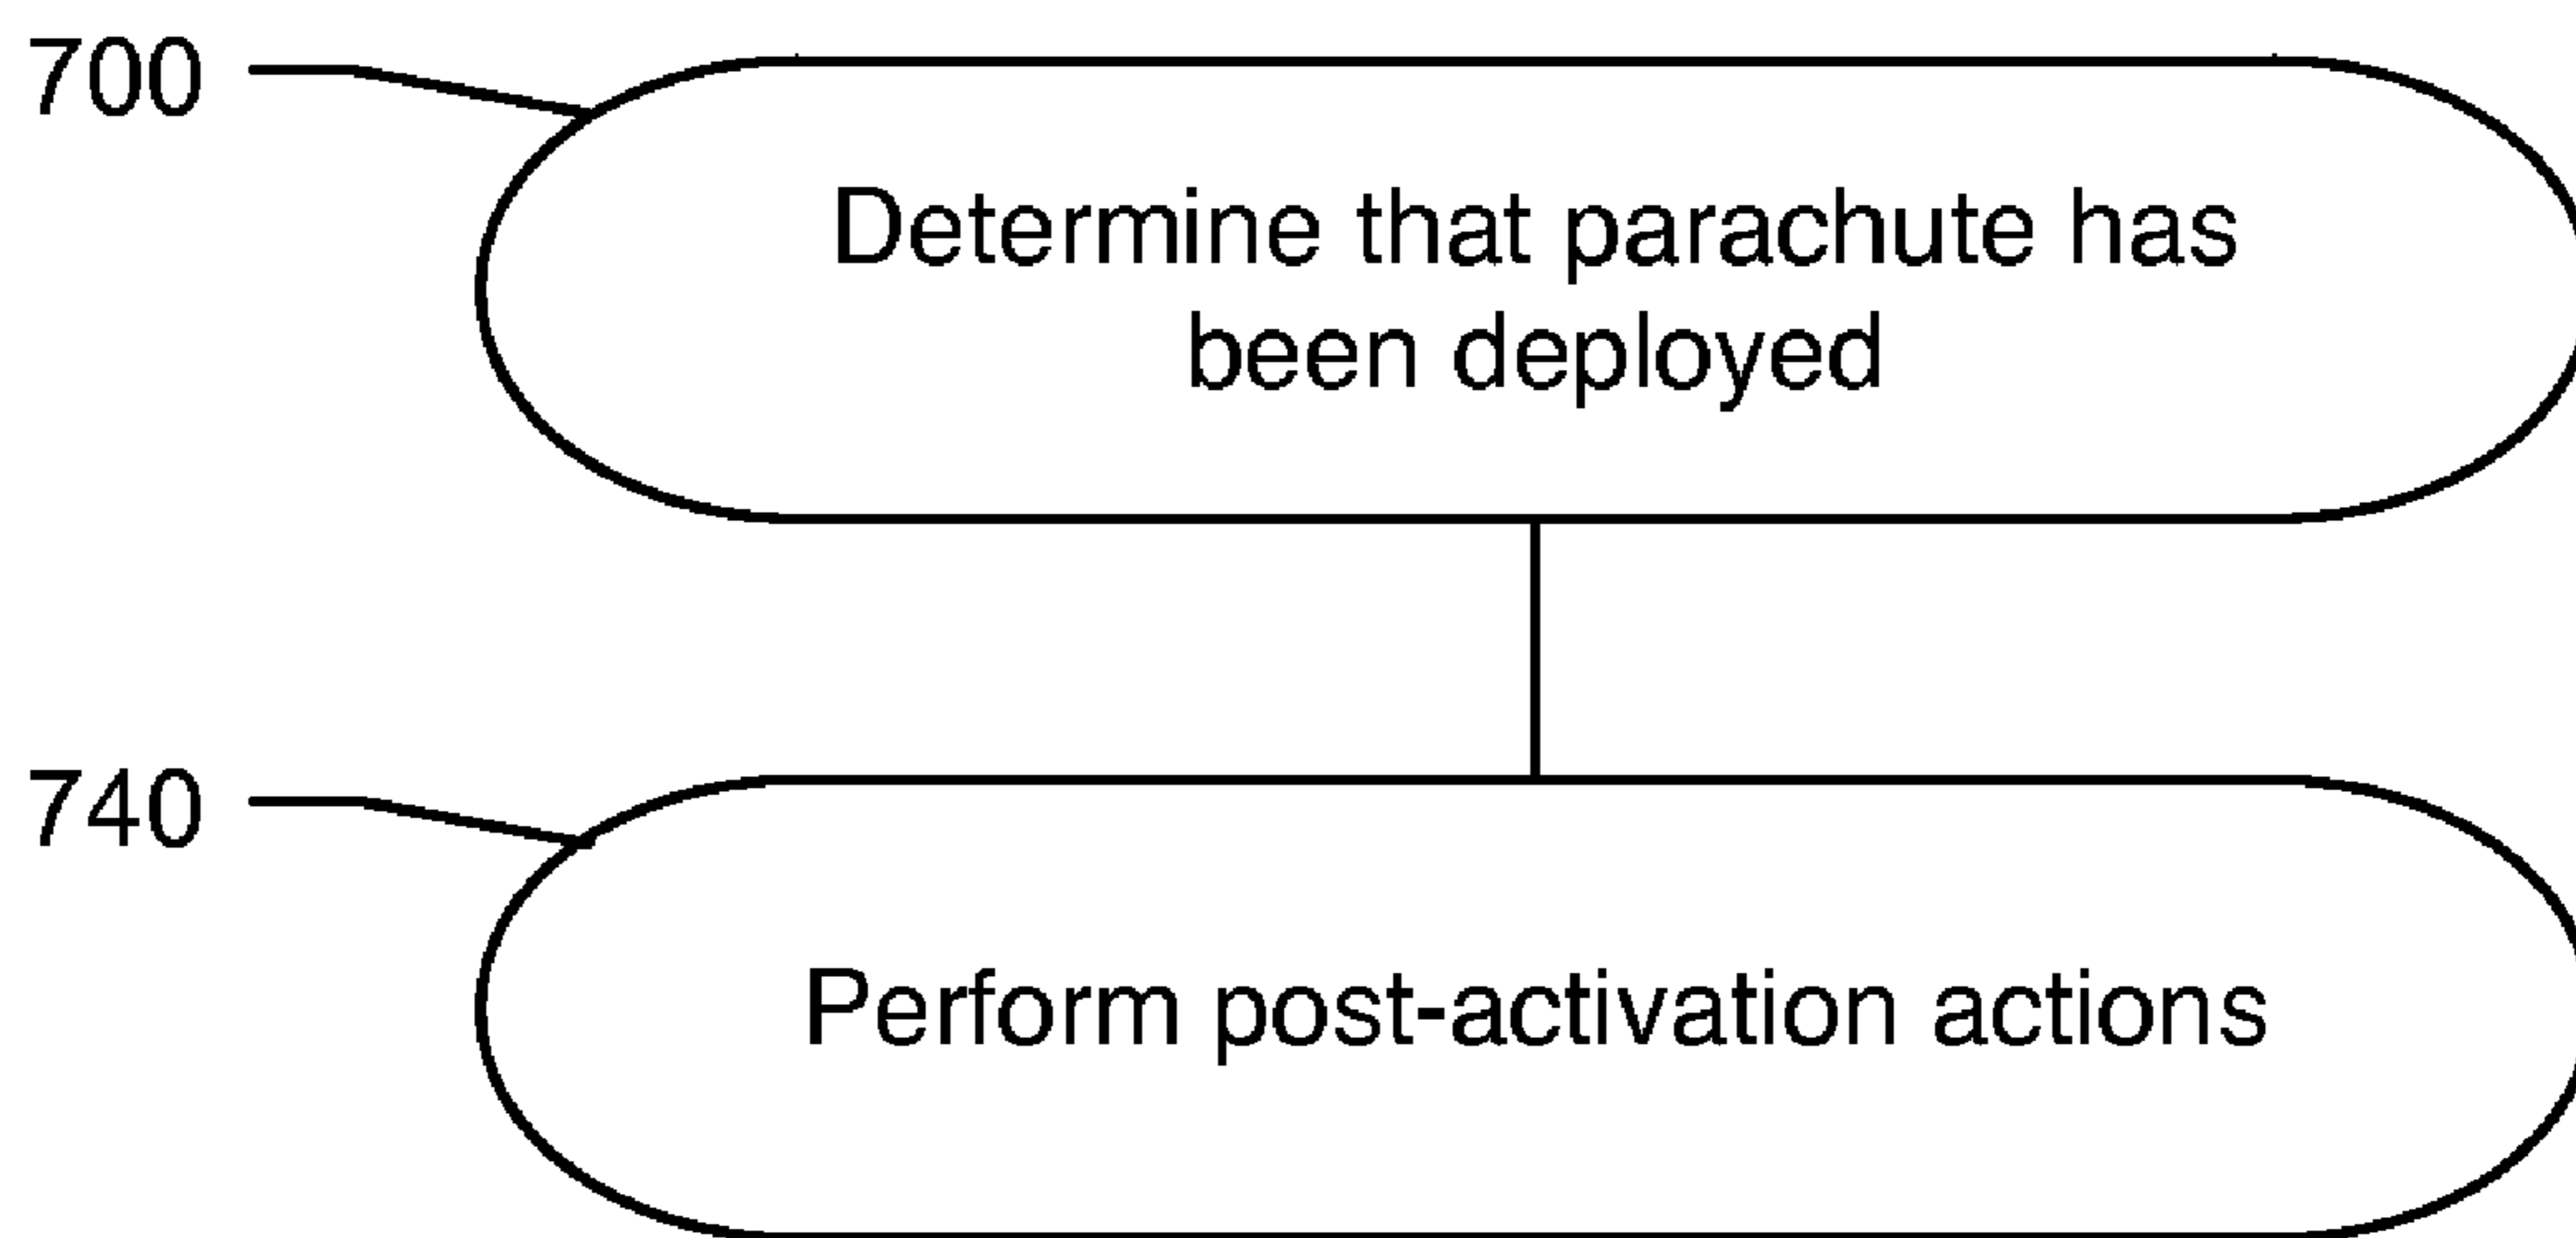 700
Determine that parachute has
been deployed
740
Perform post-activation actions